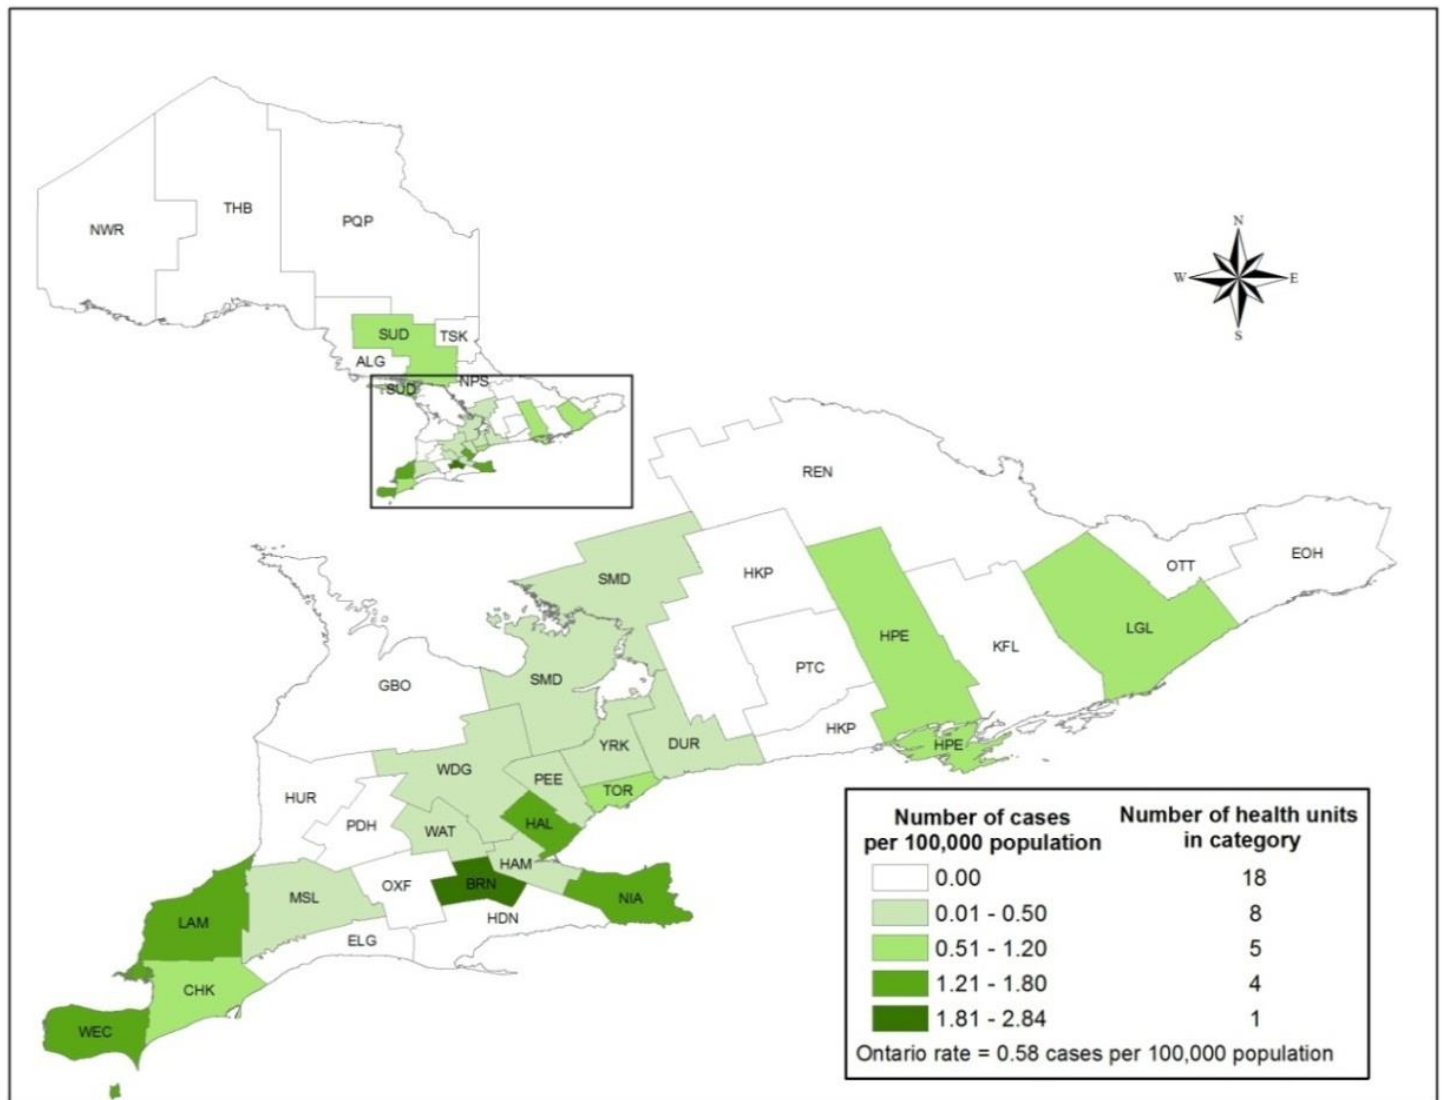 N
W E
S
NWR
THB
PQP
SUD
TSK
ALG
NPS
SUD
REN
HKP
OTT
EOH
SMD
HPE
LGL
KFL
PTC
GBO
SMD
HKP
HPE
YRK
DUR
WDG
PEE
TOR
HUR
PDH
WAT
HAL
HAM
OXF
BRN
NIA
MSL
LAM
HDN
ELG
CHK
WEC
Number of cases per 100,000 population
Number of health units in category
0.00 18
0.01 - 0.50 8
0.51 - 1.20 5
1.21 - 1.80 4
1.81 - 2.84 1
Ontario rate = 0.58 cases per 100,000 population